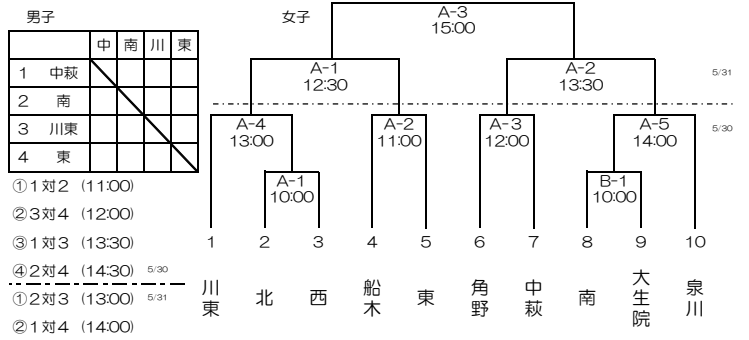 男子
中 南 川 東
1 中萩
2 南
3 川東
4 東
①1対2 (11:00)
②3対4 (12:00)
③1対3 (13:30)
④2対4 (14:30) 5/30
①2対3 (13:00) 5/31
②1対4 (14:00)
女子
A-3
15:00
A-1
12:30
A-2
13:30
5/31
A-4
13:00
A-2
11:00
A-3
12:00
A-5
14:00
5/30
A-1
10:00
B-1
10:00
1 2 3 4 5 6 7 8 9 10
川東 北 西 船木 東 角野 中萩 南 大生院 泉川